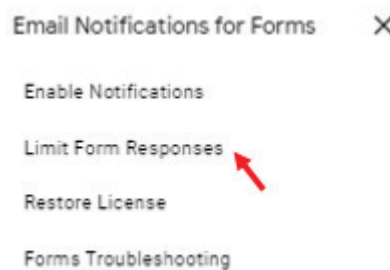 Email Notifications for Forms
Enable Notifications
Limit Form Responses
Restore License
Forms Troubleshooting